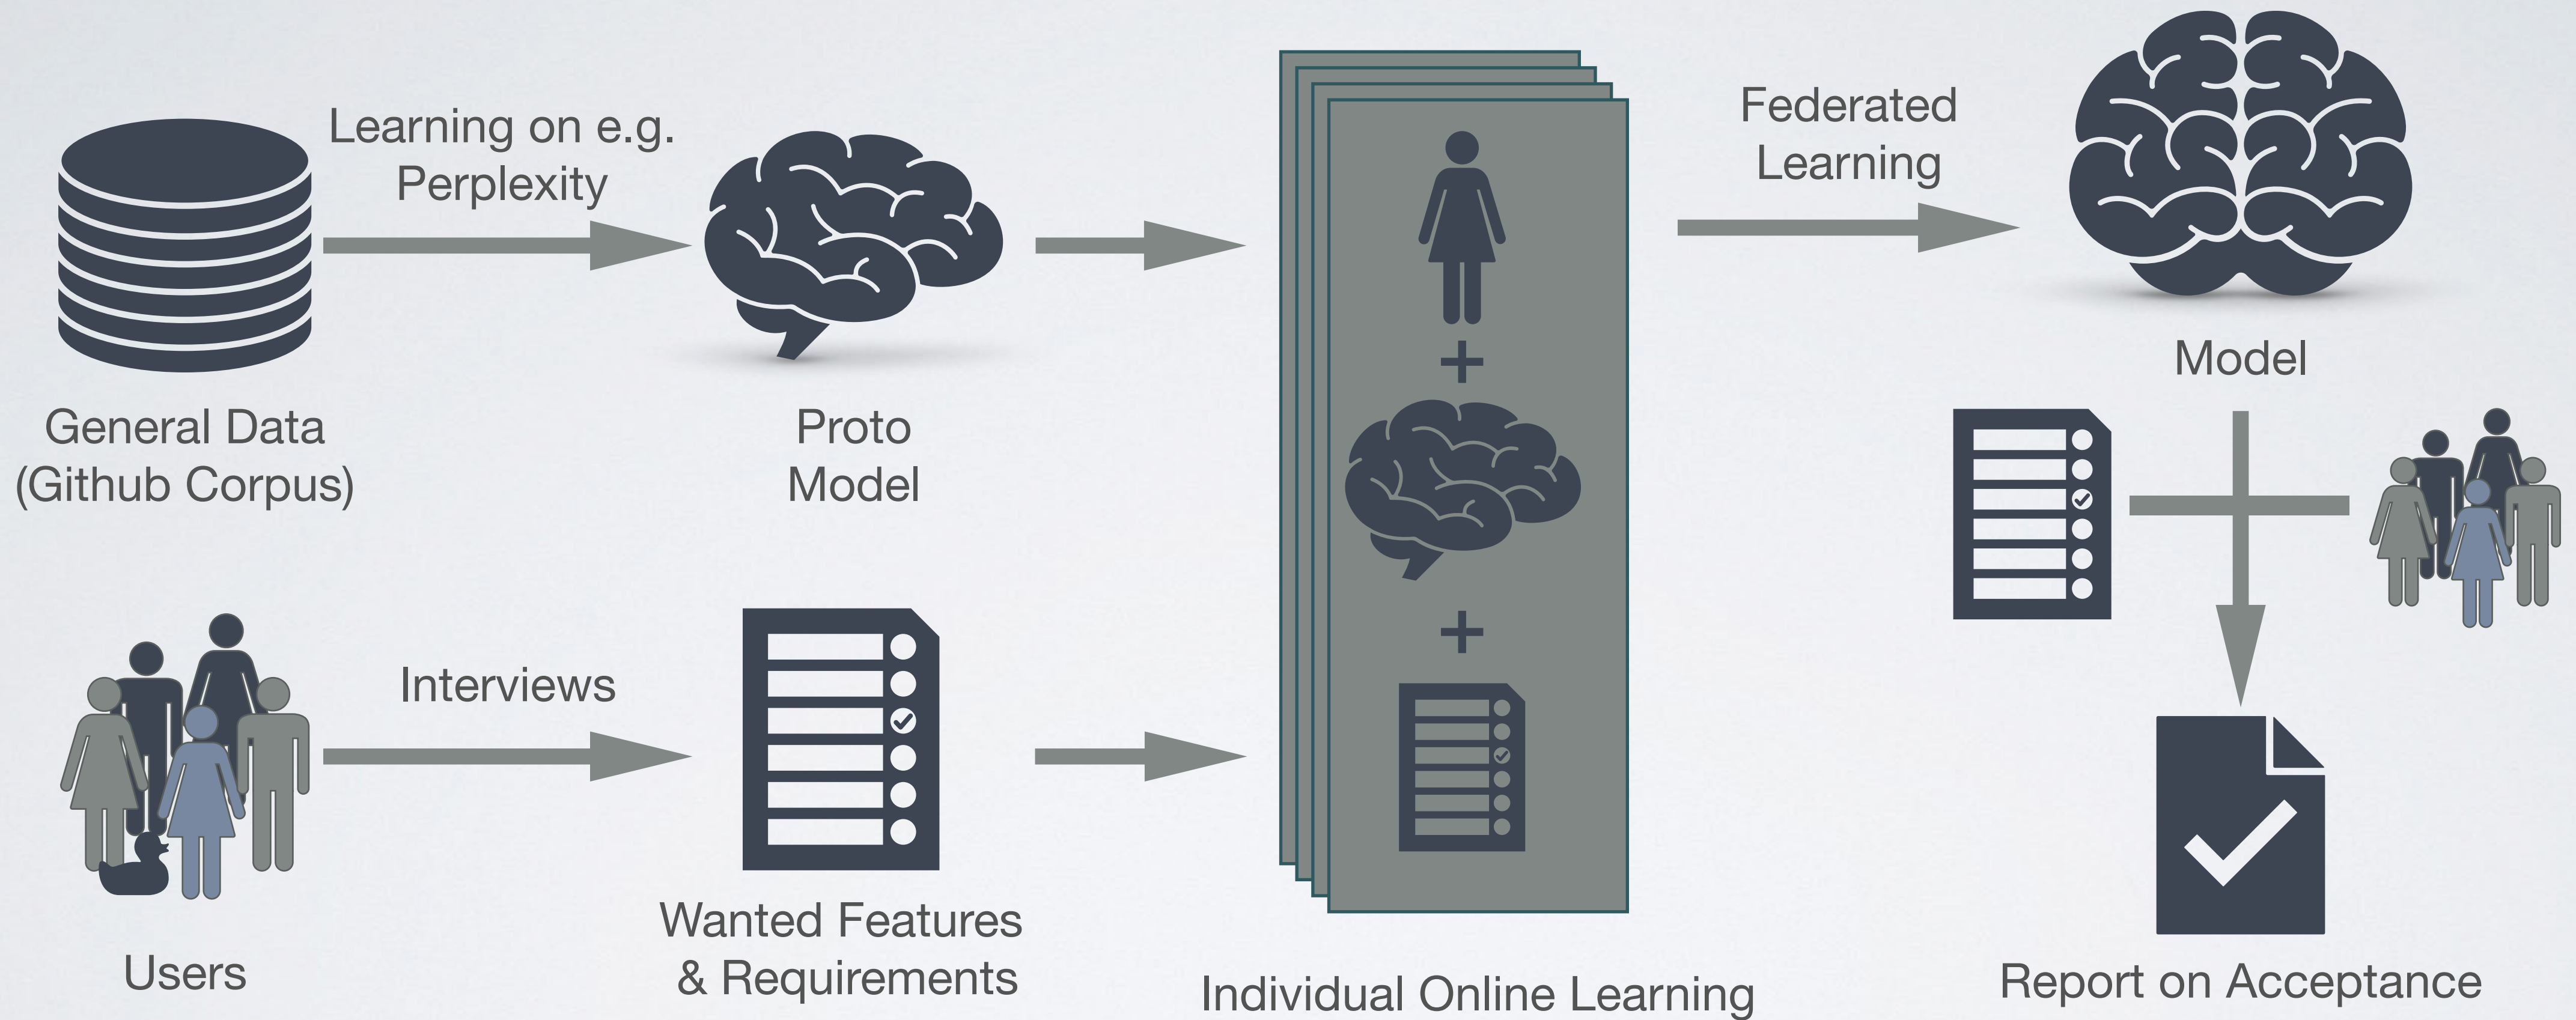 Learning on e.g.
Perplexity
General Data
(Github Corpus)
Proto
Model
Federated
Learning
Model
Interviews
Users
Wanted Features
& Requirements
Individual Online Learning
Report on Acceptance